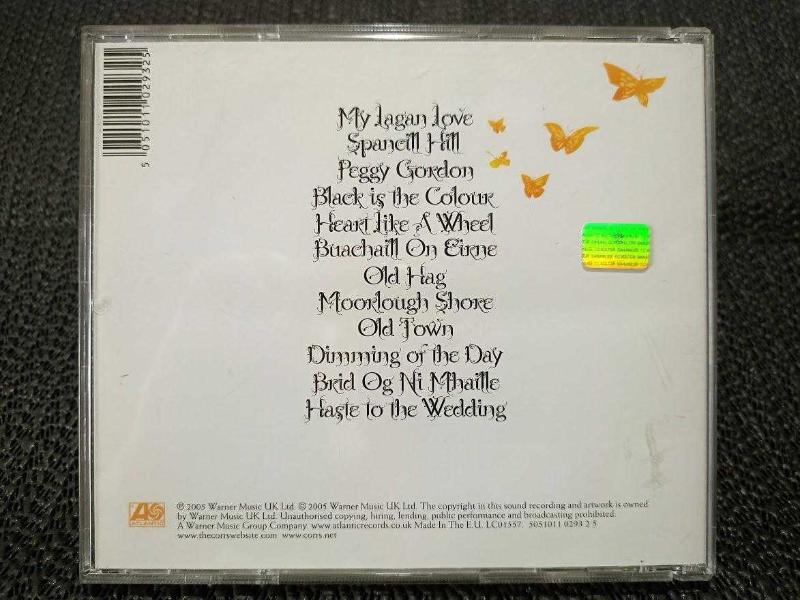 My Lagan Love
Spancill Hill
Peggy Gordon
Black is the Colour
Heart Like A Wheel
Buachaill On Eirne
Old Hag
Moorlough Shore
Old Town
Dimming of the Day
Brid Og Ni Mhaille
Haste to the Wedding
5 051011 029325
ATLANTIC
℗ 2005 Warner Music UK Ltd. © 2005 Warner Music UK Ltd. The copyright in this sound recording and artwork is owned
by Warner Music UK Ltd. Unauthorised copying, hiring, lending, public performance and broadcasting prohibited.
A Warner Music Group Company. www.atlanticrecords.co.uk Made In The E.U. LC01557. 5051011 0293 2 5
www.thecorrswebsite.com www.corrs.net